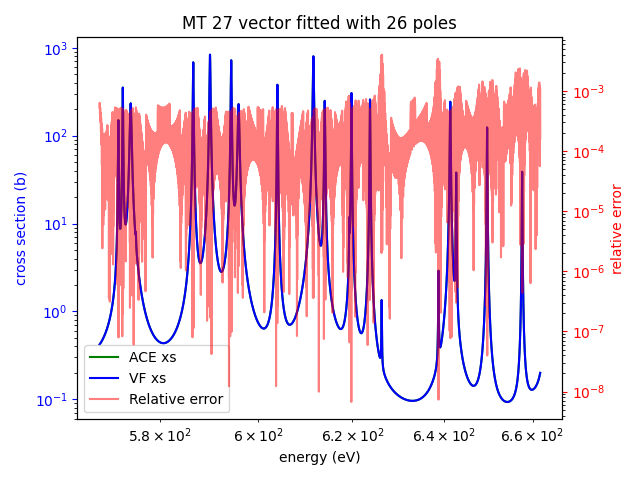 MT 27 vector fitted with 26 poles
10³
10²
10¹
10⁰
10⁻¹
cross section (b)
10⁻³
10⁻⁴
10⁻⁵
10⁻⁶
10⁻⁷
10⁻⁸
relative error
ACE xs
VF xs
Relative error
5.8 × 10²
6 × 10²
6.2 × 10²
6.4 × 10²
6.6 × 10²
energy (eV)